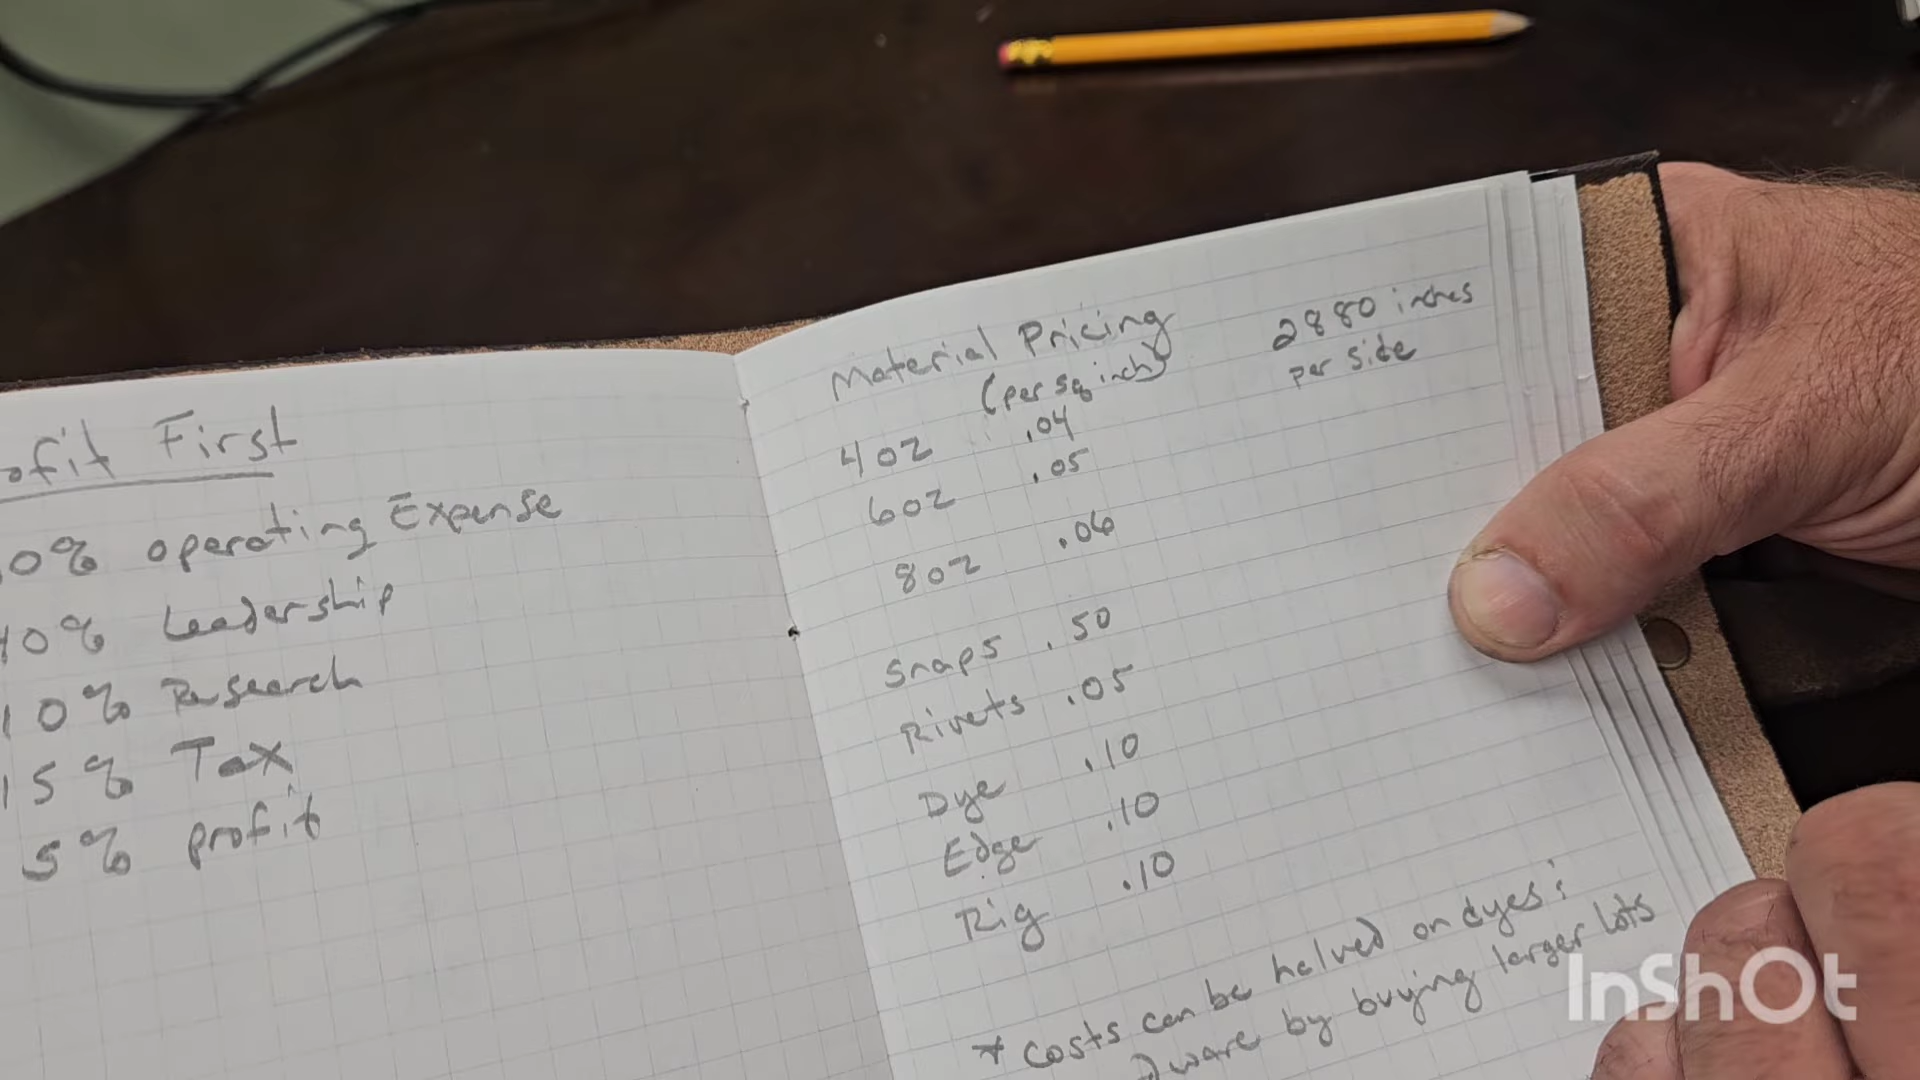 ofit First
0% operating Expense
40% Leadership
10% Research
15% Tax
5% profit
Material Pricing
(per sq inch)
2880 inches
per side
4oz .04
6oz .05
8oz .06
Snaps .50
Rivets .05
Dye .10
Edge .10
Rig .10
* Costs can be halved on dyes &
dware by buying larger lots
InShOt